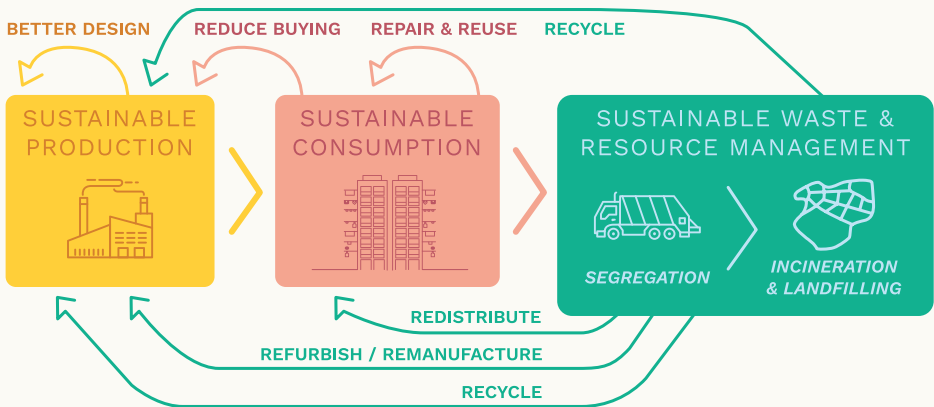 BETTER DESIGN
REDUCE BUYING
REPAIR & REUSE
RECYCLE
SUSTAINABLE
PRODUCTION
SUSTAINABLE
CONSUMPTION
SUSTAINABLE WASTE &
RESOURCE MANAGEMENT
SEGREGATION
INCINERATION
& LANDFILLING
REDISTRIBUTE
REFURBISH / REMANUFACTURE
RECYCLE